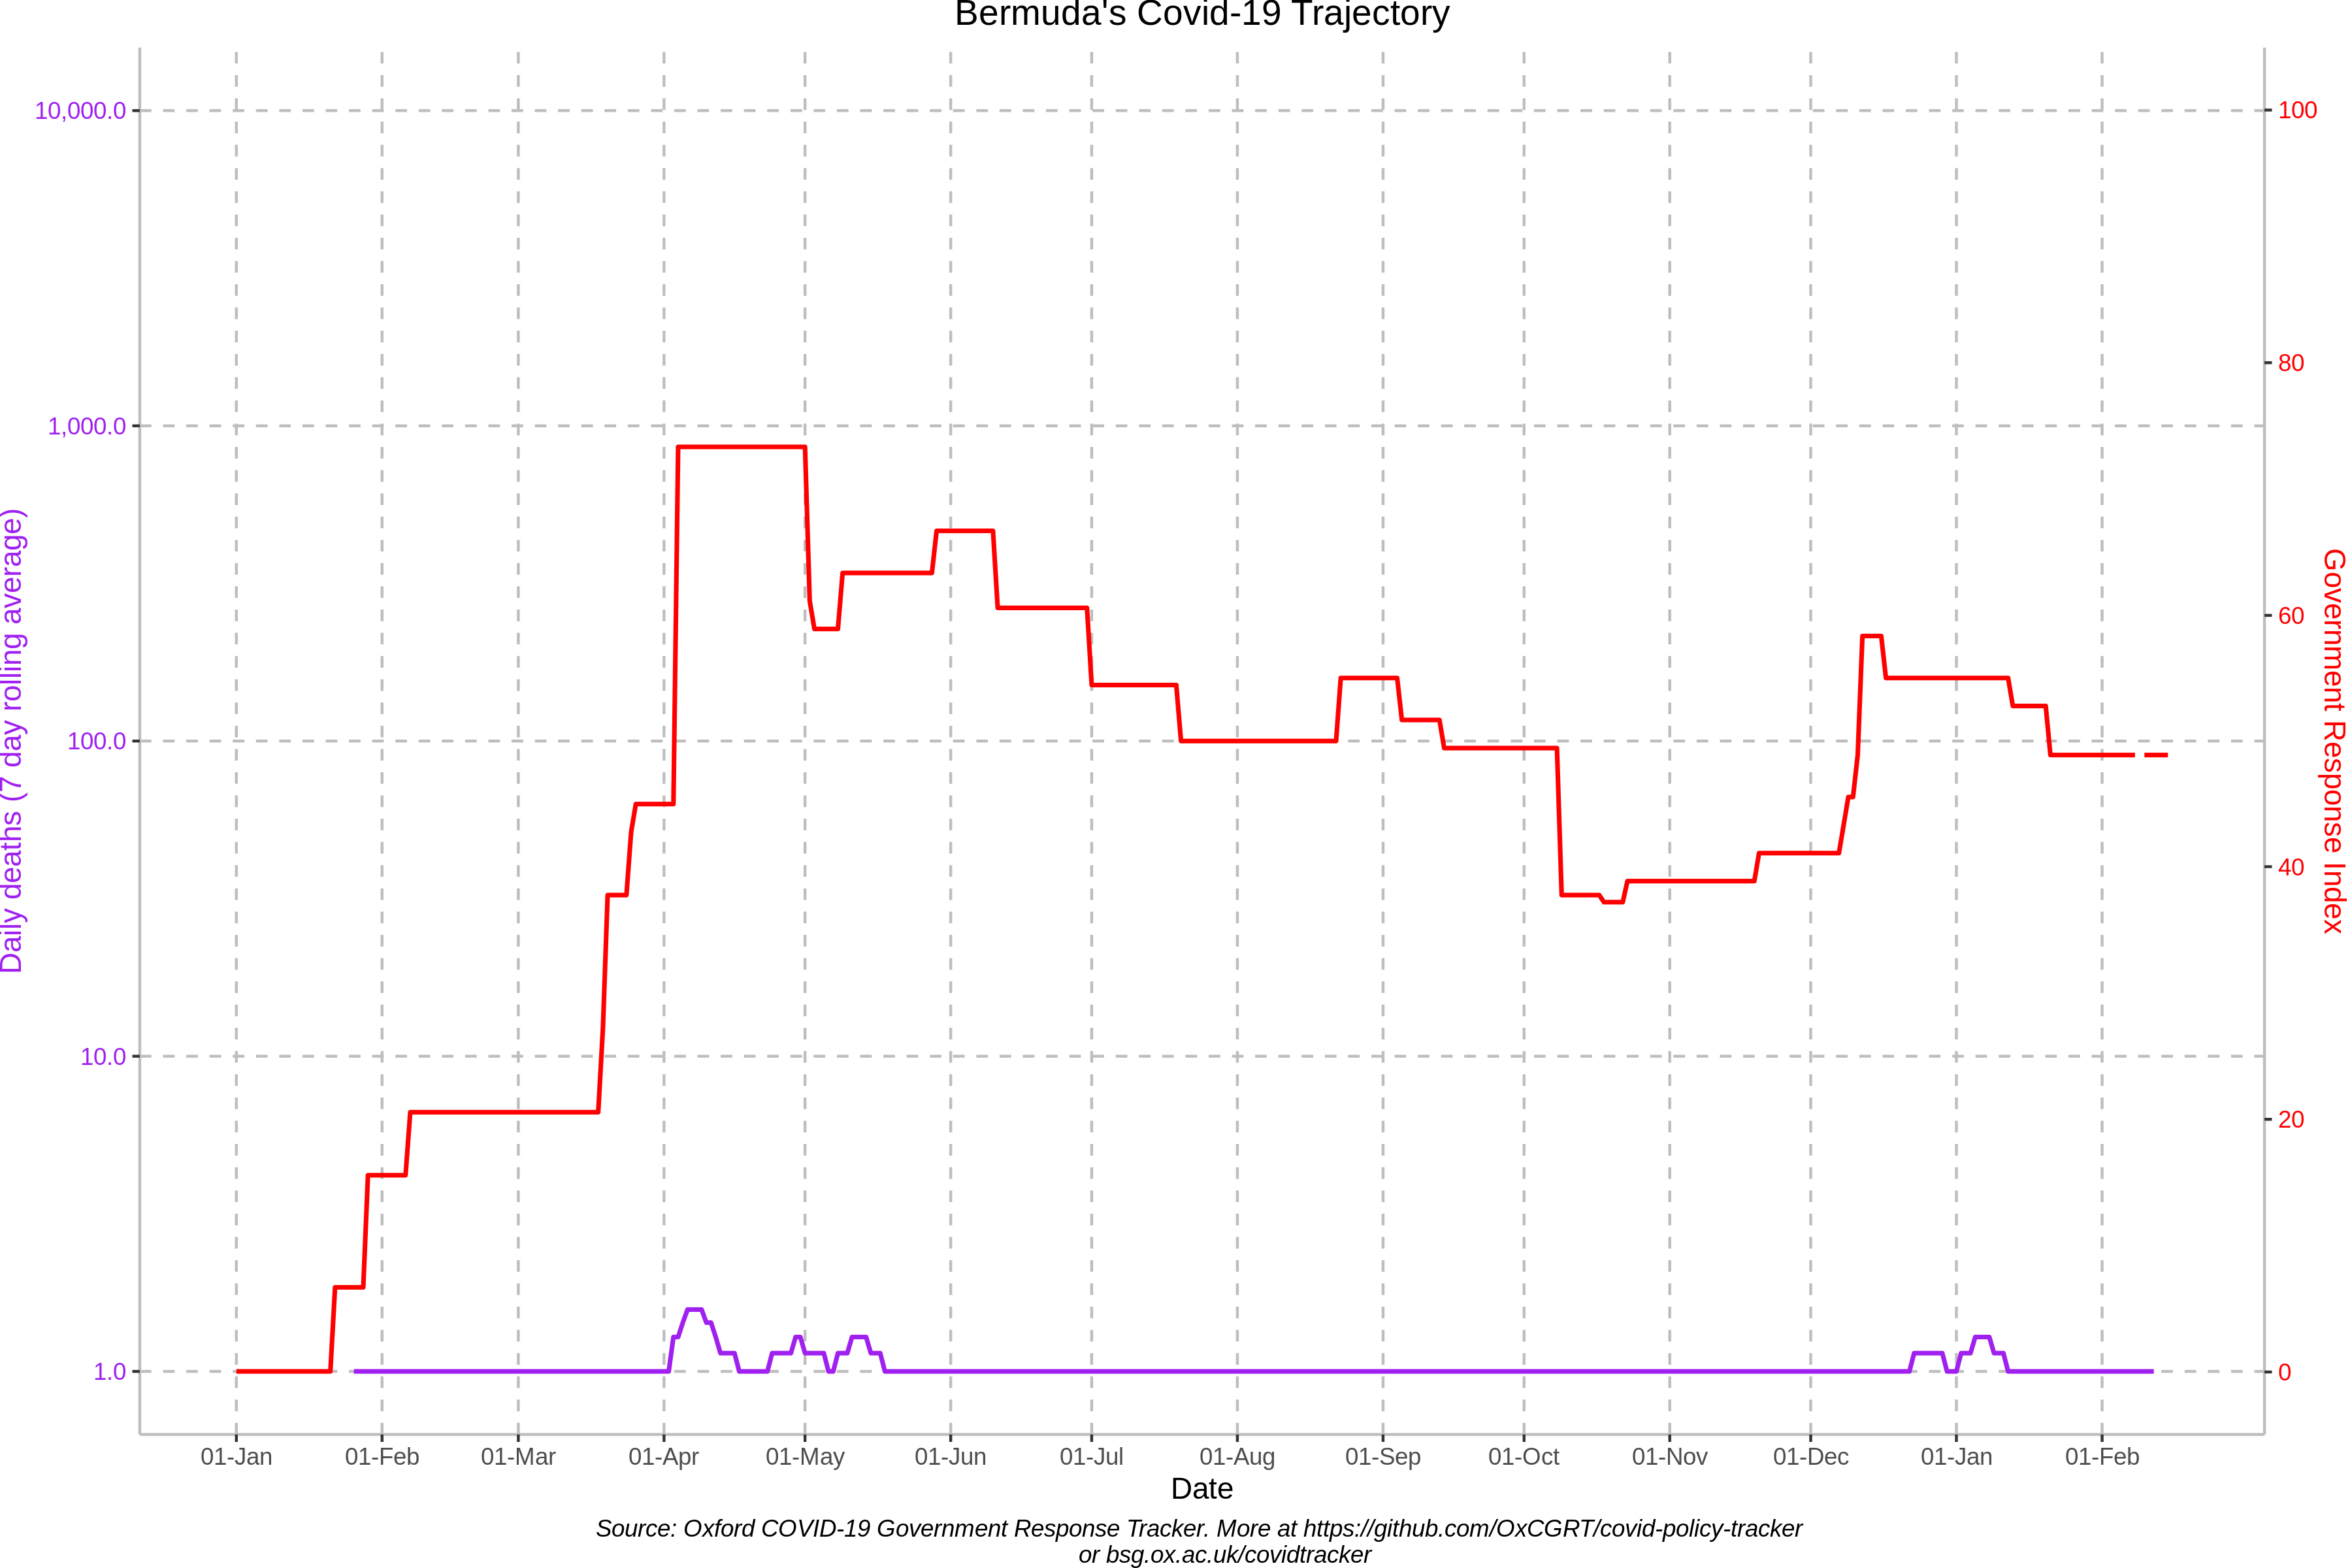 Bermuda's Covid-19 Trajectory
10,000.0
1,000.0
100.0
10.0
1.0
Daily deaths (7 day rolling average)
100
80
60
40
20
0
Government Response Index
01-Jan 01-Feb 01-Mar 01-Apr 01-May 01-Jun 01-Jul 01-Aug 01-Sep 01-Oct 01-Nov 01-Dec 01-Jan 01-Feb
Date
Source: Oxford COVID-19 Government Response Tracker. More at https://github.com/OxCGRT/covid-policy-tracker
or bsg.ox.ac.uk/covidtracker